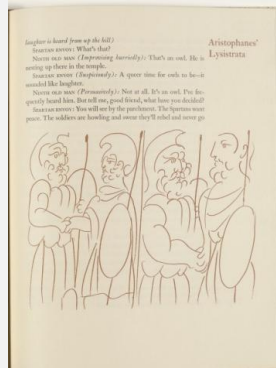 laughter is heard from up the hill)
SPARTAN ENVOY: What's that?
NINTH OLD MAN (Improvising hurriedly): That's an owl. He is
nesting up there in the temple.
SPARTAN ENVOY (Suspiciously): A queer time for owls to be—it
sounded like laughter.
NINTH OLD MAN (Persuasively): Not at all. It's an owl. I've fre-
quently heard him. But tell me, good friend, what have you decided?
SPARTAN ENVOY: You will see by the parchment. The Spartans want
peace. The soldiers are howling and swear they'll rebel and never go
Aristophanes'
Lysistrata